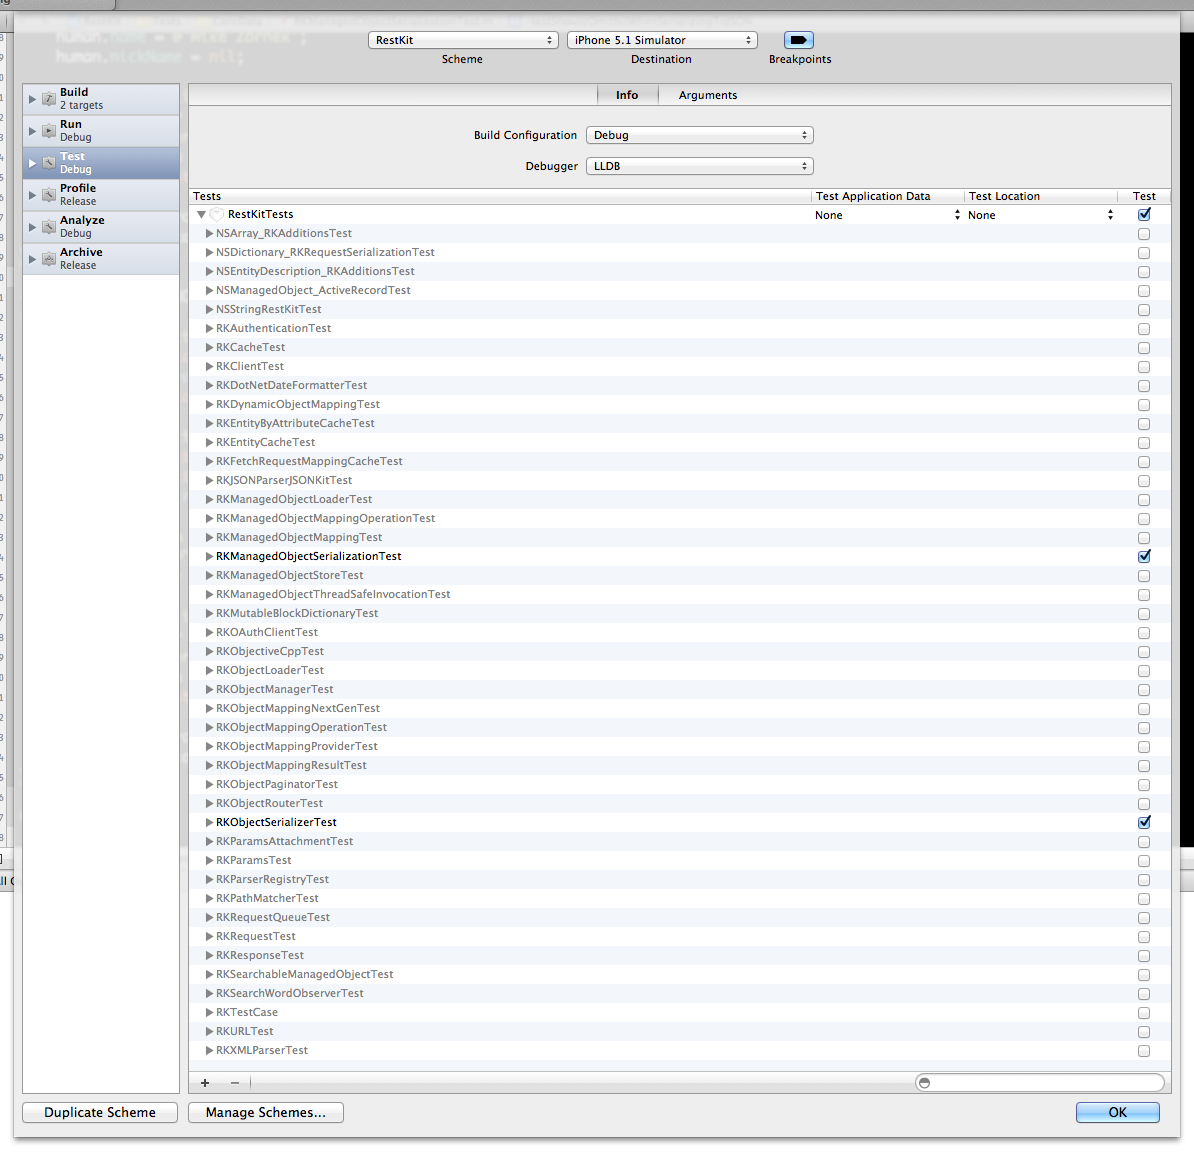 human.nickName = nil;
RestKit
iPhone 5.1 Simulator
Scheme
Destination
Breakpoints
Build
2 targets
Run
Debug
Test
Debug
Profile
Release
Analyze
Debug
Archive
Release
Info
Arguments
Build Configuration
Debug
Debugger
LLDB
Tests
Test Application Data
Test Location
Test
RestKitTests
None
None
NSArray_RKAdditionsTest
NSDictionary_RKRequestSerializationTest
NSEntityDescription_RKAdditionsTest
NSManagedObject_ActiveRecordTest
NSStringRestKitTest
RKAuthenticationTest
RKCacheTest
RKClientTest
RKDotNetDateFormatterTest
RKDynamicObjectMappingTest
RKEntityByAttributeCacheTest
RKEntityCacheTest
RKFetchRequestMappingCacheTest
RKJSONParserJSONKitTest
RKManagedObjectLoaderTest
RKManagedObjectMappingOperationTest
RKManagedObjectMappingTest
RKManagedObjectSerializationTest
RKManagedObjectStoreTest
RKManagedObjectThreadSafeInvocationTest
RKMutableBlockDictionaryTest
RKOAuthClientTest
RKObjectiveCppTest
RKObjectLoaderTest
RKObjectManagerTest
RKObjectMappingNextGenTest
RKObjectMappingOperationTest
RKObjectMappingProviderTest
RKObjectMappingResultTest
RKObjectPaginatorTest
RKObjectRouterTest
RKObjectSerializerTest
RKParamsAttachmentTest
RKParamsTest
RKParserRegistryTest
RKPathMatcherTest
RKRequestQueueTest
RKRequestTest
RKResponseTest
RKSearchableManagedObjectTest
RKSearchWordObserverTest
RKTestCase
RKURLTest
RKXMLParserTest
+ −
Duplicate Scheme
Manage Schemes...
OK